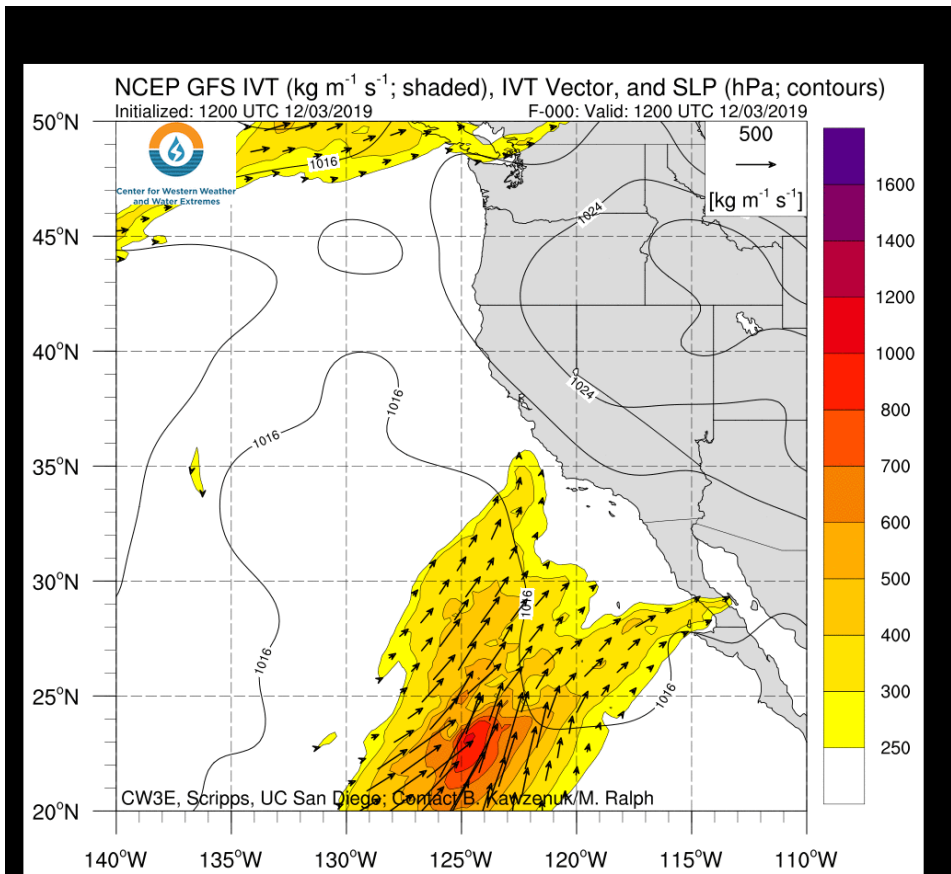 NCEP GFS IVT (kg m⁻¹ s⁻¹; shaded), IVT Vector, and SLP (hPa; contours)
Initialized: 1200 UTC 12/03/2019 F-000: Valid: 1200 UTC 12/03/2019
50°N
45°N
40°N
35°N
30°N
25°N
20°N
Center for Western Weather
and Water Extremes
500
[kg m⁻¹ s⁻¹]
1016
1024
1024
1016
1016
1016
1016
1016
1600
1400
1200
1000
800
700
600
500
400
300
250
CW3E, Scripps, UC San Diego; Contact B. Kawzenuk/M. Ralph
140°W 135°W 130°W 125°W 120°W 115°W 110°W